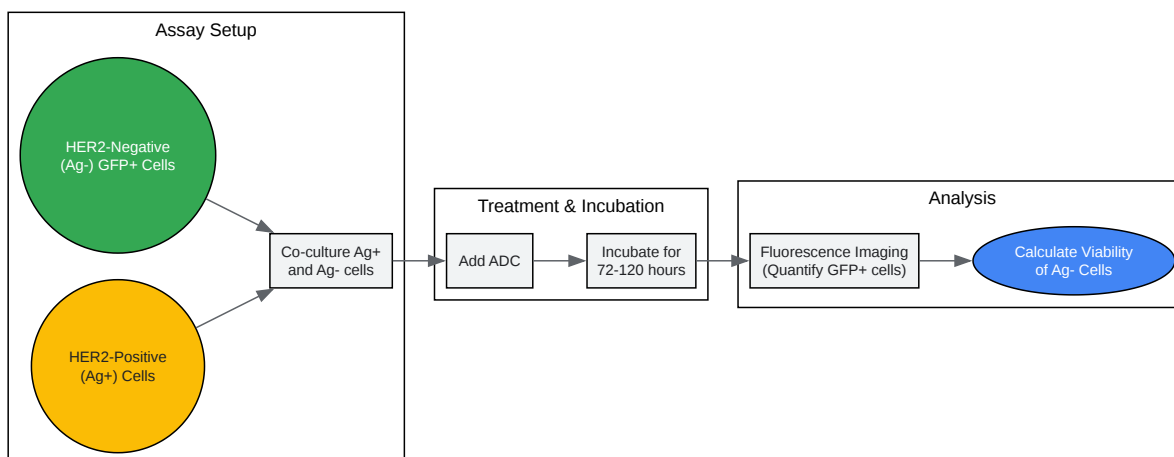 Assay Setup
HER2-Negative
(Ag-) GFP+ Cells
HER2-Positive
(Ag+) Cells
Co-culture Ag+
and Ag- cells
Treatment & Incubation
Add ADC
Incubate for
72-120 hours
Analysis
Fluorescence Imaging
(Quantify GFP+ cells)
Calculate Viability
of Ag- Cells